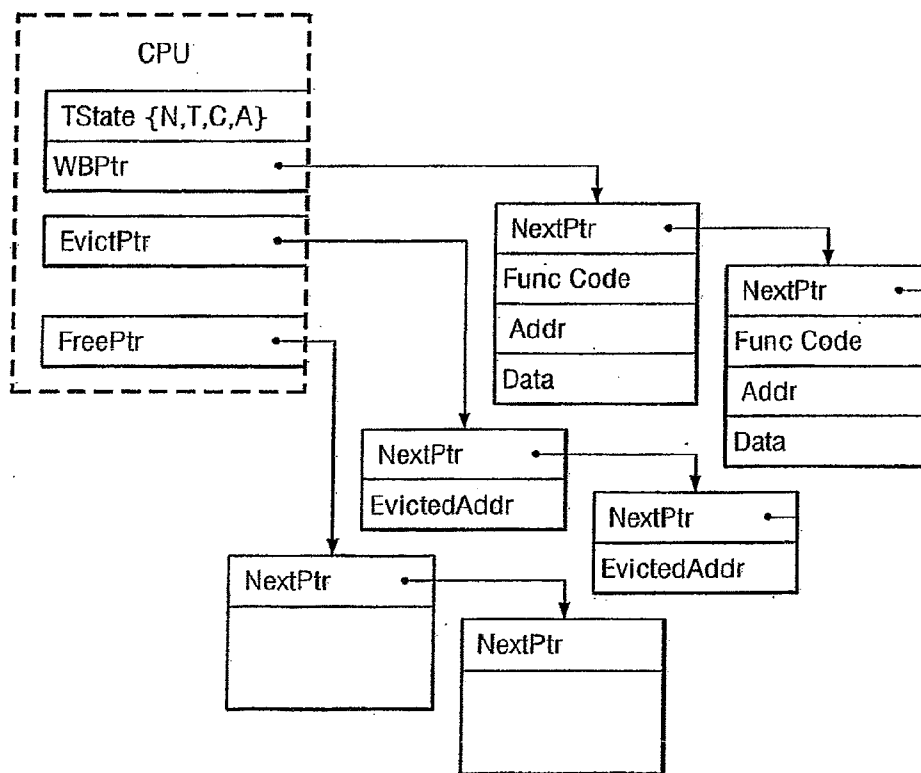 CPU
TState {N,T,C,A}
WBPtr
EvictPtr
FreePtr
NextPtr
Func Code
Addr
Data
NextPtr
Func Code
Addr
Data
NextPtr
EvictedAddr
NextPtr
EvictedAddr
NextPtr
NextPtr